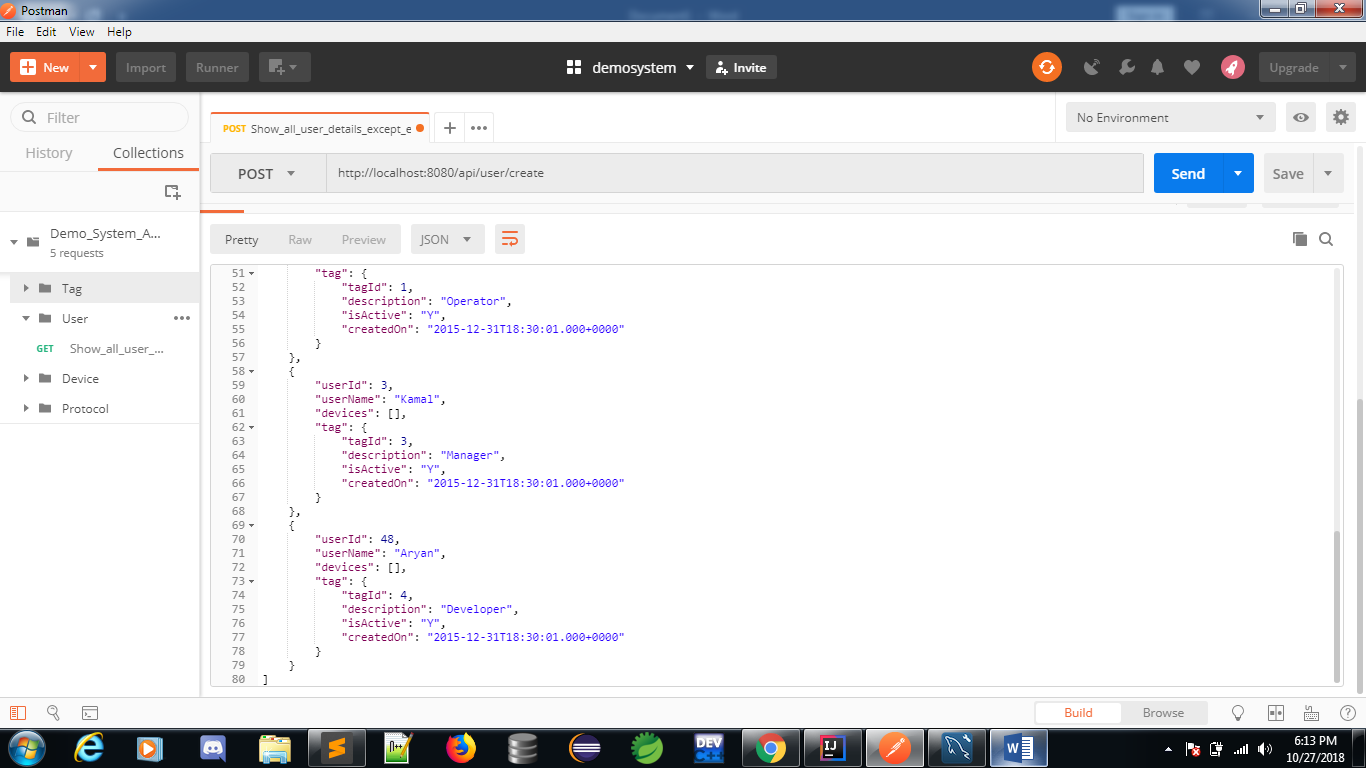 Postman
File Edit View Help
New Import Runner demosystem Invite Upgrade
Filter
History Collections
Demo_System_A...
5 requests
Tag
User
GET Show_all_user_...
Device
Protocol
POST Show_all_user_details_except_e
No Environment
POST http://localhost:8080/api/user/create Send Save
Pretty Raw Preview JSON
51 "tag": {
52 "tagId": 1,
53 "description": "Operator",
54 "isActive": "Y",
55 "createdOn": "2015-12-31T18:30:01.000+0000"
56 }
57 },
58 {
59 "userId": 3,
60 "userName": "Kamal",
61 "devices": [],
62 "tag": {
63 "tagId": 3,
64 "description": "Manager",
65 "isActive": "Y",
66 "createdOn": "2015-12-31T18:30:01.000+0000"
67 }
68 },
69 {
70 "userId": 48,
71 "userName": "Aryan",
72 "devices": [],
73 "tag": {
74 "tagId": 4,
75 "description": "Developer",
76 "isActive": "Y",
77 "createdOn": "2015-12-31T18:30:01.000+0000"
78 }
79 }
80 ]
Build Browse
DEV
C++
IJ
W
6:13 PM
10/27/2018